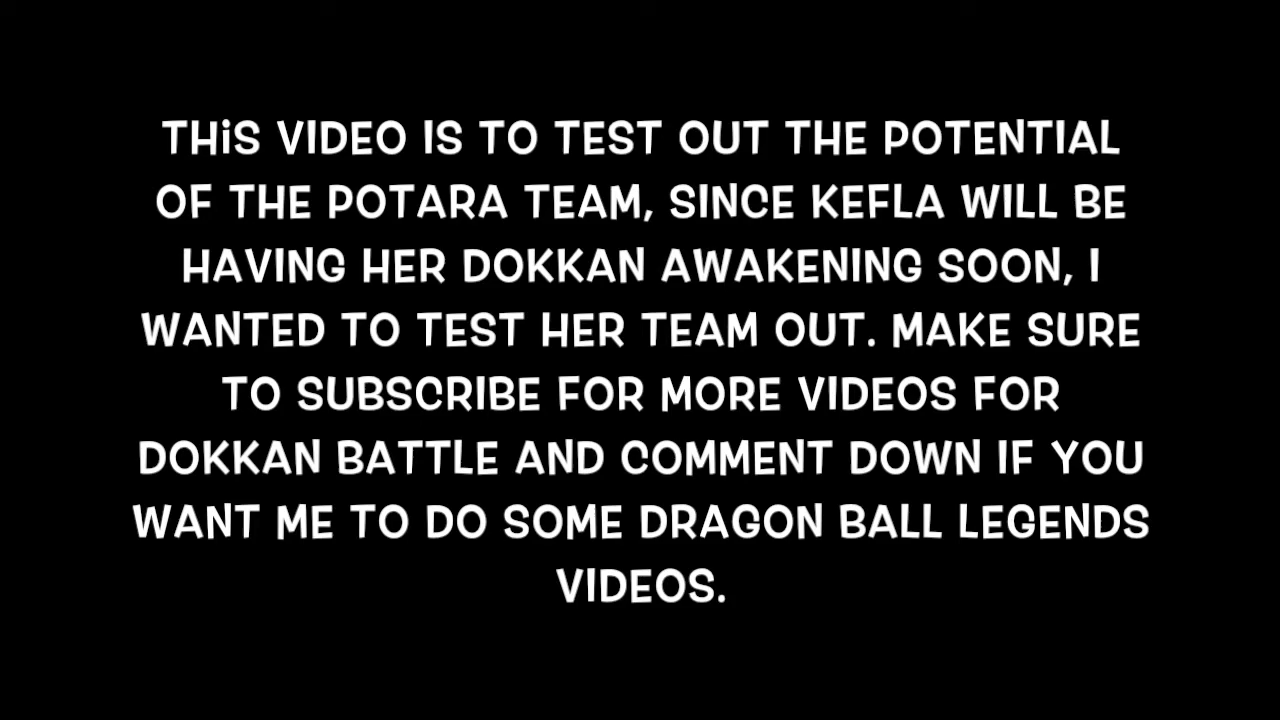 THiS VIDEO IS TO TEST OUT THE POTENTIAL
OF THE POTARA TEAM, SINCE KEFLA WILL BE
HAVING HER DOKKAN AWAKENING SOON, I
WANTED TO TEST HER TEAM OUT. MAKE SURE
TO SUBSCRIBE FOR MORE VIDEOS FOR
DOKKAN BATTLE AND COMMENT DOWN IF YOU
WANT ME TO DO SOME DRAGON BALL LEGENDS
VIDEOS.